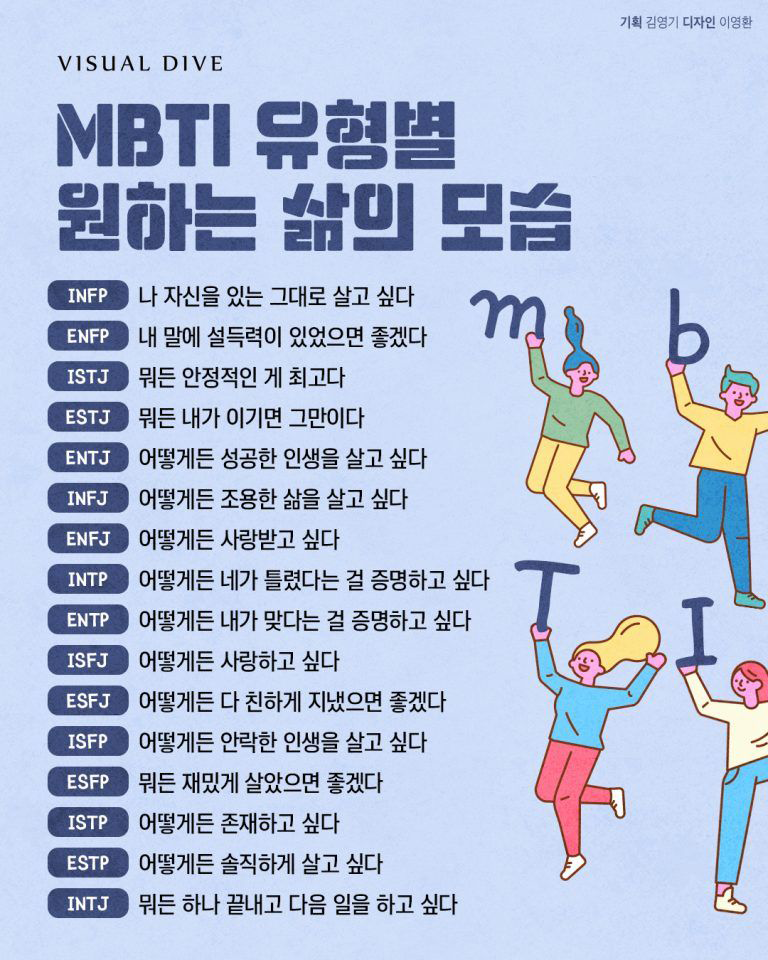 기획 김영기 디자인 이영환
VISUAL DIVE
MBTI 유형별
원하는 삶의 모습
INFP 나 자신을 있는 그대로 살고 싶다
ENFP 내 말에 설득력이 있었으면 좋겠다
ISTJ 뭐든 안정적인 게 최고다
ESTJ 뭐든 내가 이기면 그만이다
ENTJ 어떻게든 성공한 인생을 살고 싶다
INFJ 어떻게든 조용한 삶을 살고 싶다
ENFJ 어떻게든 사랑받고 싶다
INTP 어떻게든 네가 틀렸다는 걸 증명하고 싶다
ENTP 어떻게든 내가 맞다는 걸 증명하고 싶다
ISFJ 어떻게든 사랑하고 싶다
ESFJ 어떻게든 다 친하게 지냈으면 좋겠다
ISFP 어떻게든 안락한 인생을 살고 싶다
ESFP 뭐든 재밌게 살았으면 좋겠다
ISTP 어떻게든 존재하고 싶다
ESTP 어떻게든 솔직하게 살고 싶다
INTJ 뭐든 하나 끝내고 다음 일을 하고 싶다
m b
T I